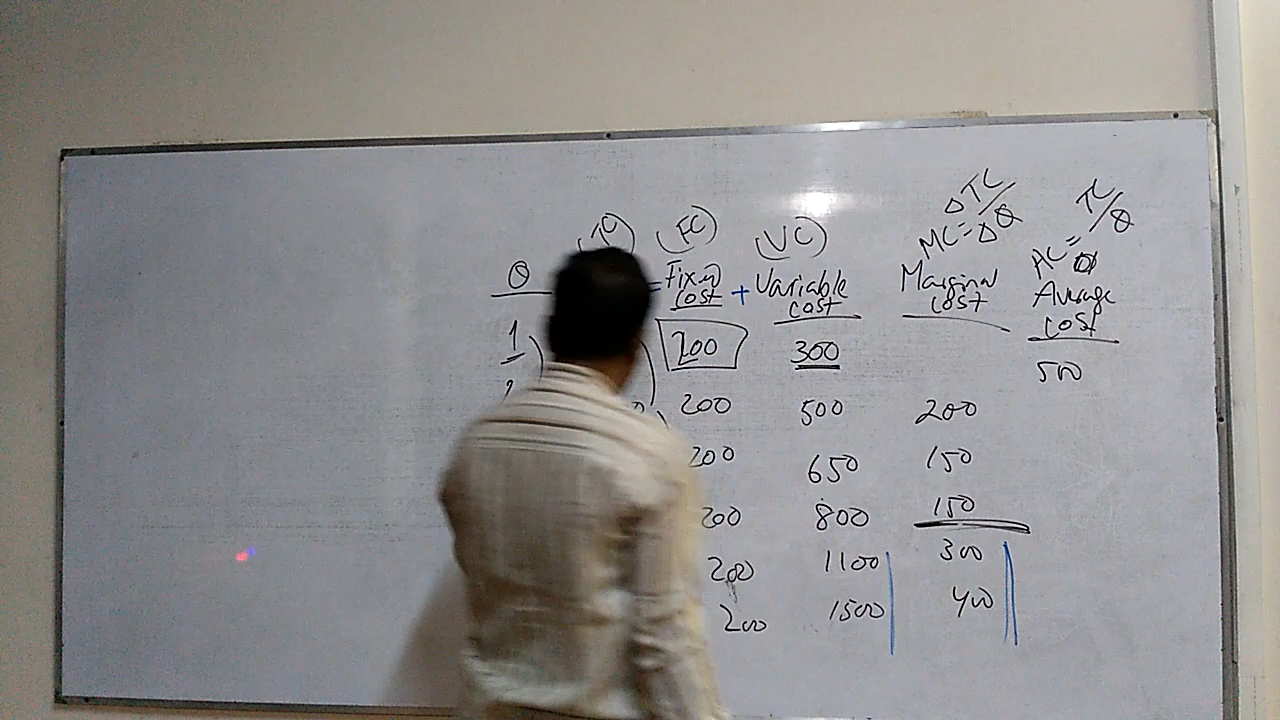 ΔTC/ TC/
(TC) (FC) (VC) MC=ΔQ AC= Q
Q = Fixed cost + Variable cost Marginal cost Average cost
1 200 300 500
200 500 200
200 650 150
200 800 150
200 1100 300
200 1500 400